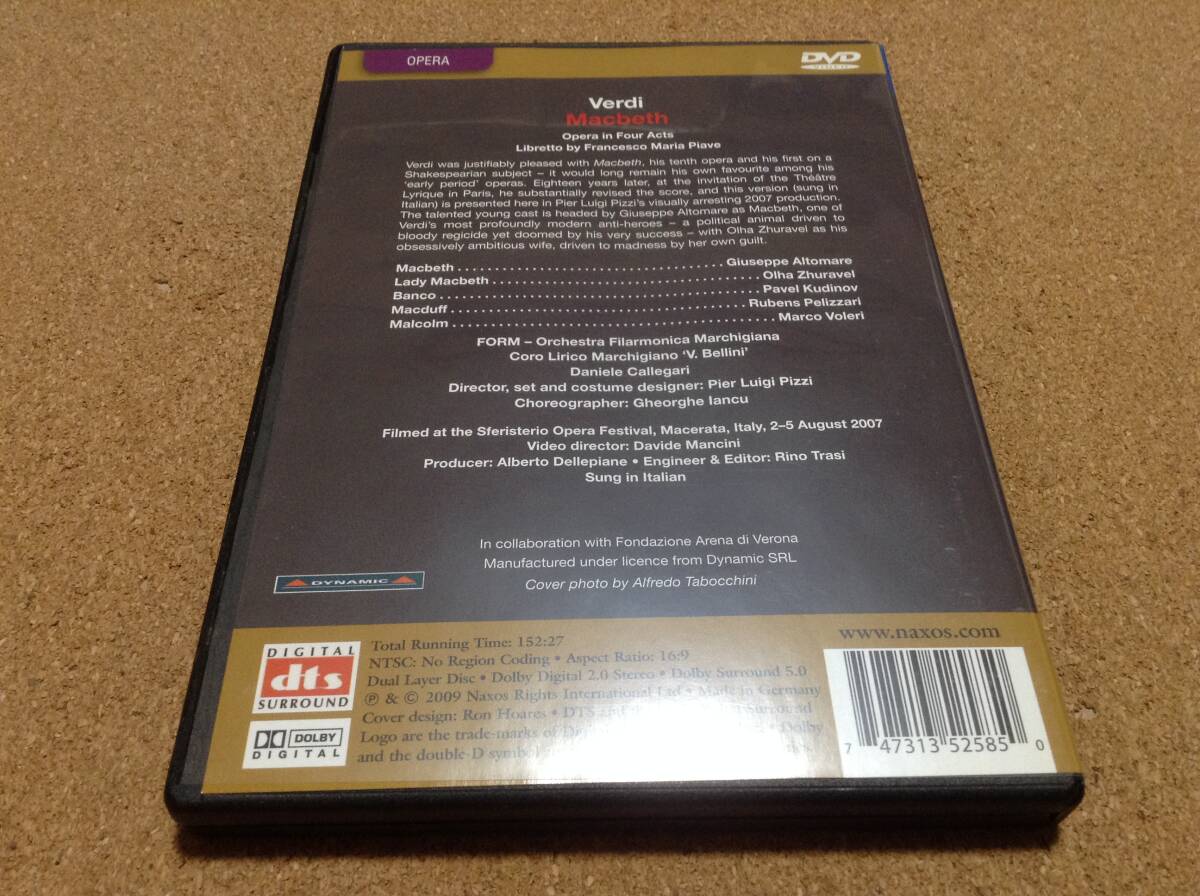 OPERA
DVD
VIDEO
Verdi
Macbeth
Opera in Four Acts
Libretto by Francesco Maria Piave
Verdi was justifiably pleased with Macbeth, his tenth opera and his first on a
Shakespearian subject – it would long remain his own favourite among his
'early period' operas. Eighteen years later, at the invitation of the Théâtre
Lyrique in Paris, he substantially revised the score, and this version (sung in
Italian) is presented here in Pier Luigi Pizzi's visually arresting 2007 production.
The talented young cast is headed by Giuseppe Altomare as Macbeth, one of
Verdi's most profoundly modern anti-heroes – a political animal driven to
bloody regicide yet doomed by his very success – with Olha Zhuravel as his
obsessively ambitious wife, driven to madness by her own guilt.
Macbeth . . . . . . . . . . . . . . . . . . . . . . . . . . . . . . . . . . . . Giuseppe Altomare
Lady Macbeth . . . . . . . . . . . . . . . . . . . . . . . . . . . . . . . . . . . . Olha Zhuravel
Banco . . . . . . . . . . . . . . . . . . . . . . . . . . . . . . . . . . . . . . . . . . . Pavel Kudinov
Macduff . . . . . . . . . . . . . . . . . . . . . . . . . . . . . . . . . . . . . . . . Rubens Pelizzari
Malcolm . . . . . . . . . . . . . . . . . . . . . . . . . . . . . . . . . . . . . . . . . . . Marco Voleri
FORM – Orchestra Filarmonica Marchigiana
Coro Lirico Marchigiano 'V. Bellini'
Daniele Callegari
Director, set and costume designer: Pier Luigi Pizzi
Choreographer: Gheorghe Iancu
Filmed at the Sferisterio Opera Festival, Macerata, Italy, 2–5 August 2007
Video director: Davide Mancini
Producer: Alberto Dellepiane • Engineer & Editor: Rino Trasi
Sung in Italian
In collaboration with Fondazione Arena di Verona
Manufactured under licence from Dynamic SRL
Cover photo by Alfredo Tabocchini
DYNAMIC
DIGITAL
dts
SURROUND
DOLBY
DIGITAL
Total Running Time: 152:27
NTSC: No Region Coding • Aspect Ratio: 16:9
Dual Layer Disc • Dolby Digital 2.0 Stereo • Dolby Surround 5.0
℗ & © 2009 Naxos Rights International Ltd • Made in Germany
Cover design: Ron Hoares • DTS and Surround
Logo are the trade-marks of Dolby
and the double-D symbol
www.naxos.com
7 47313 52585 0